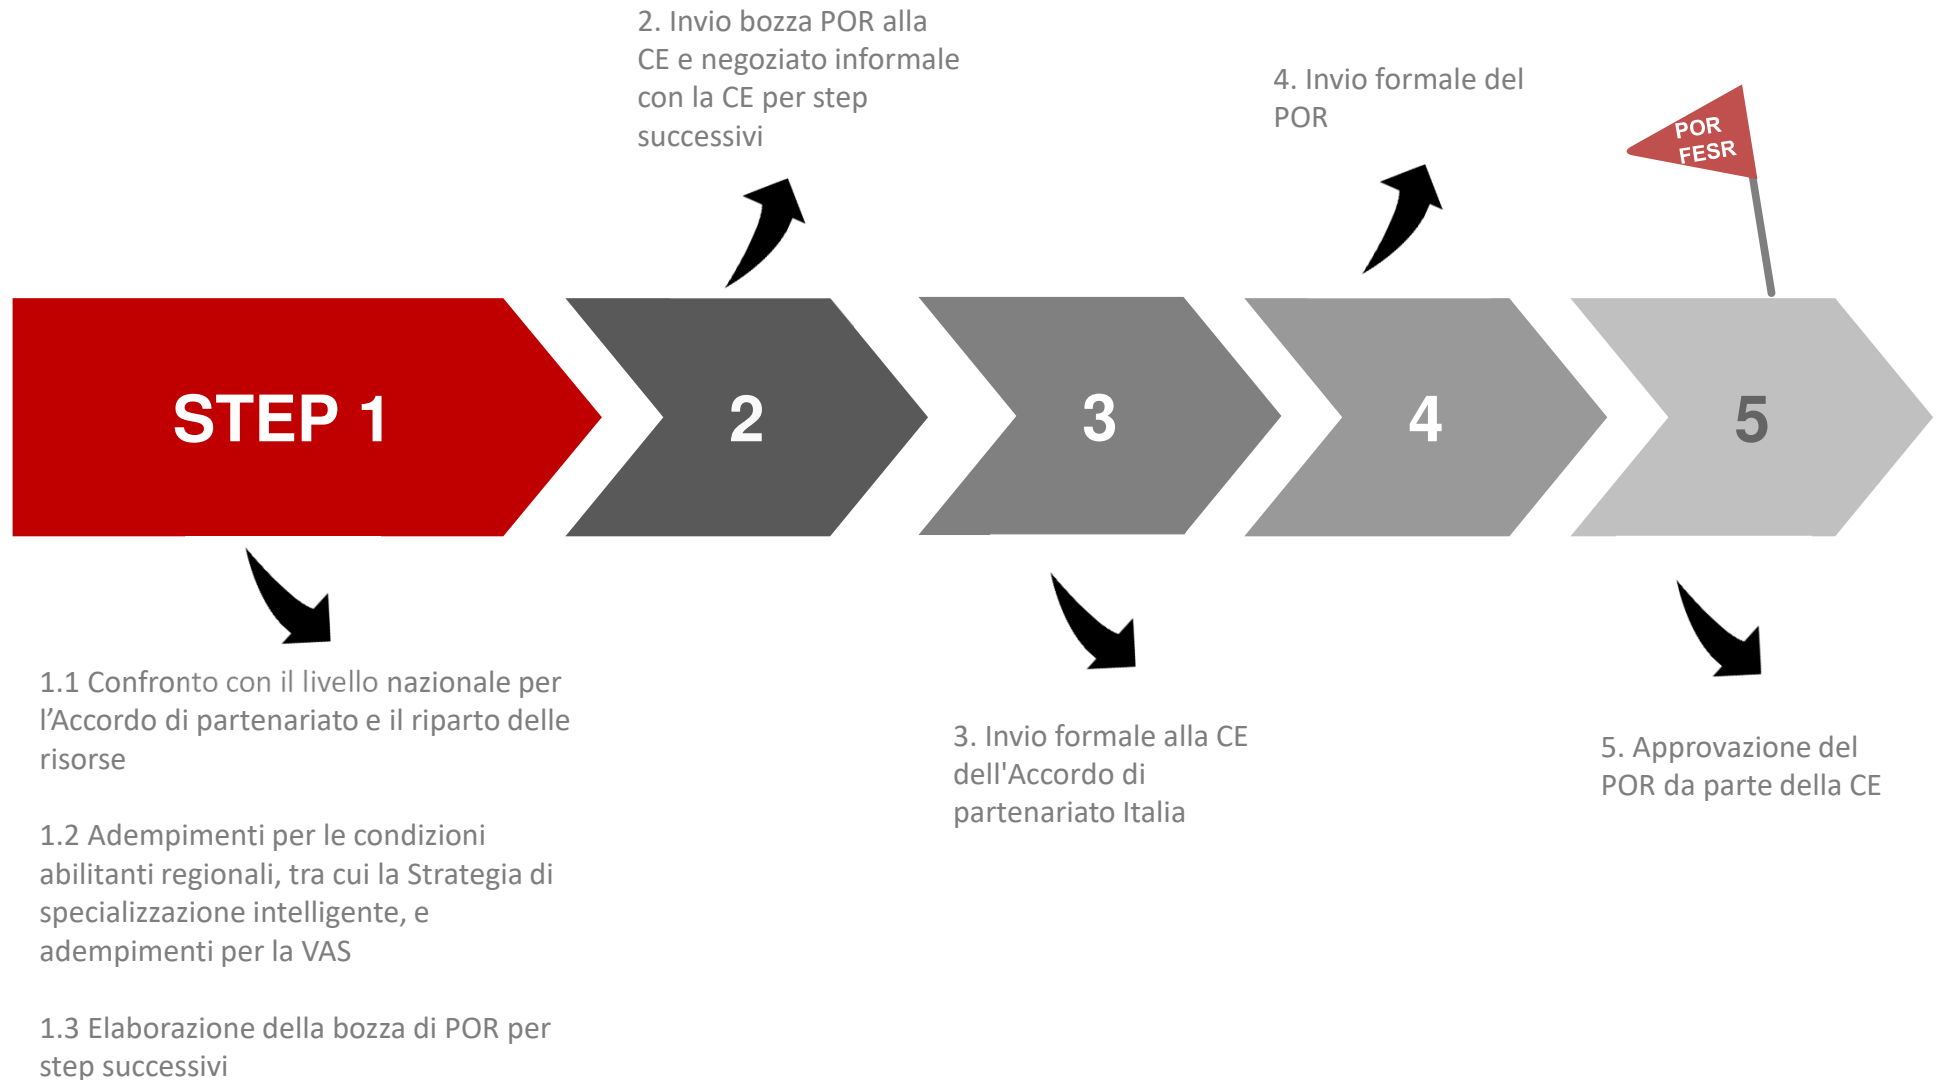 2. Invio bozza POR alla
CE e negoziato informale
con la CE per step
successivi
4. Invio formale del
POR
POR
FESR
STEP 1
2
3
4
5
1.1 Confronto con il livello nazionale per
l’Accordo di partenariato e il riparto delle
risorse
1.2 Adempimenti per le condizioni
abilitanti regionali, tra cui la Strategia di
specializzazione intelligente, e
adempimenti per la VAS
1.3 Elaborazione della bozza di POR per
step successivi
3. Invio formale alla CE
dell'Accordo di
partenariato Italia
5. Approvazione del
POR da parte della CE